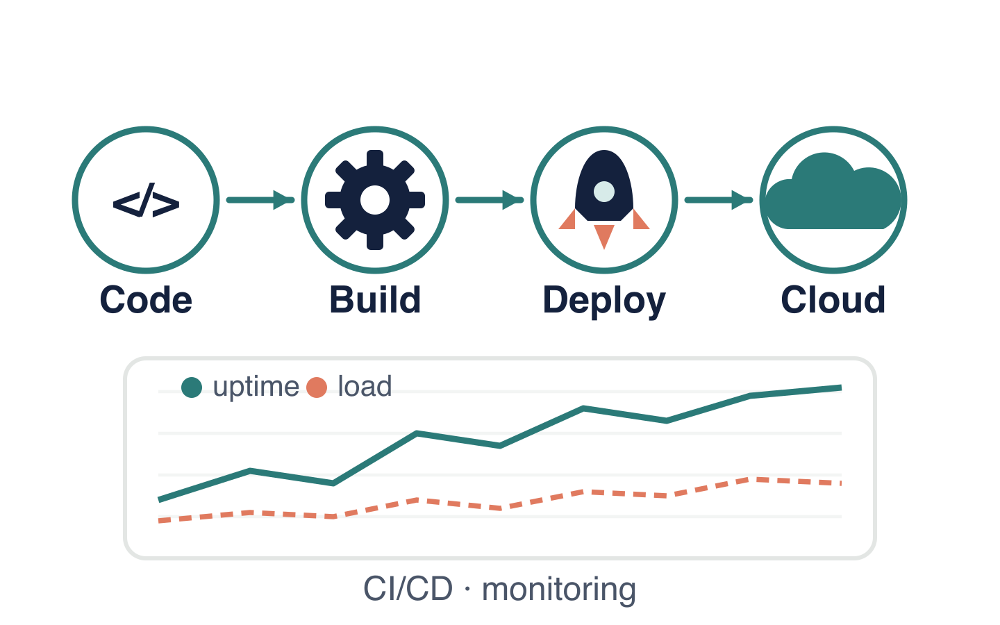 </>
Code
Build
Deploy
Cloud
uptime
load
CI/CD · monitoring